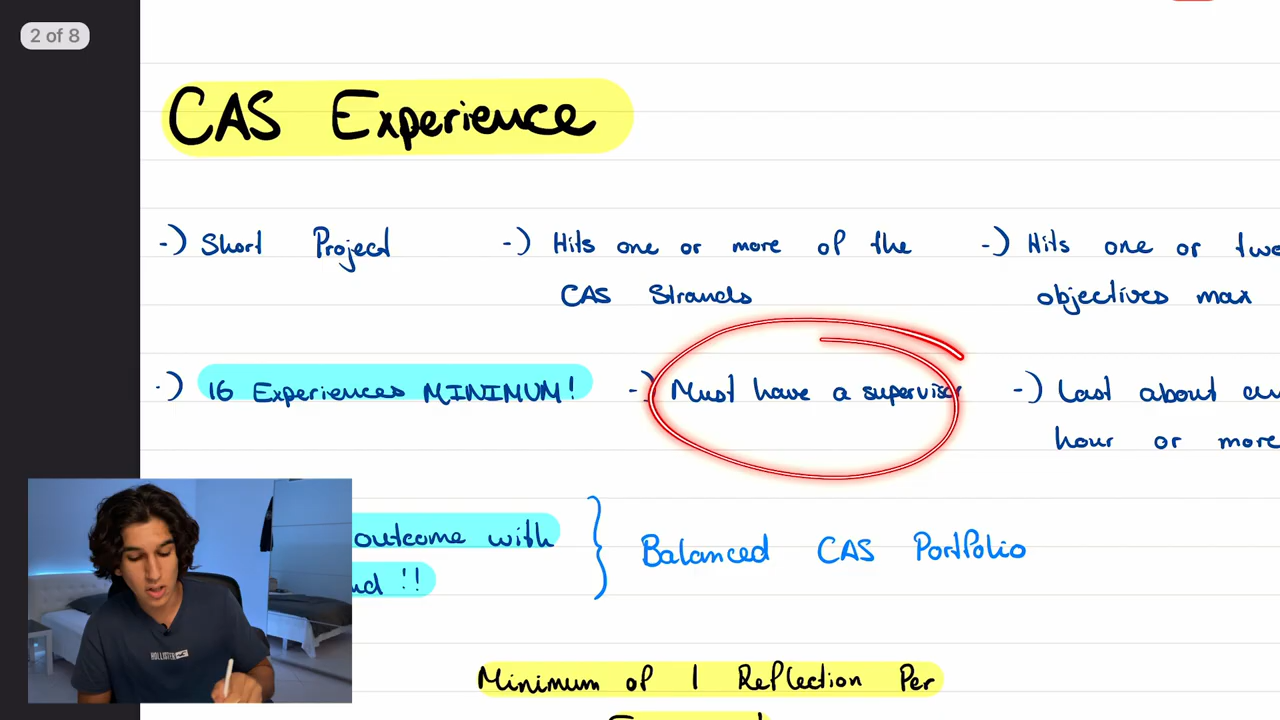 2 of 8
CAS Experience
-) Short Project
-) Hits one or more of the
CAS Strands
-) Hits one or two
objectives max
-) 16 Experiences MINIMUM!
-) Must have a supervisor
-) Last about
hour or more
outcome with
!!
Balanced CAS Portfolio
Minimum of 1 Reflection Per
HOLLISTER